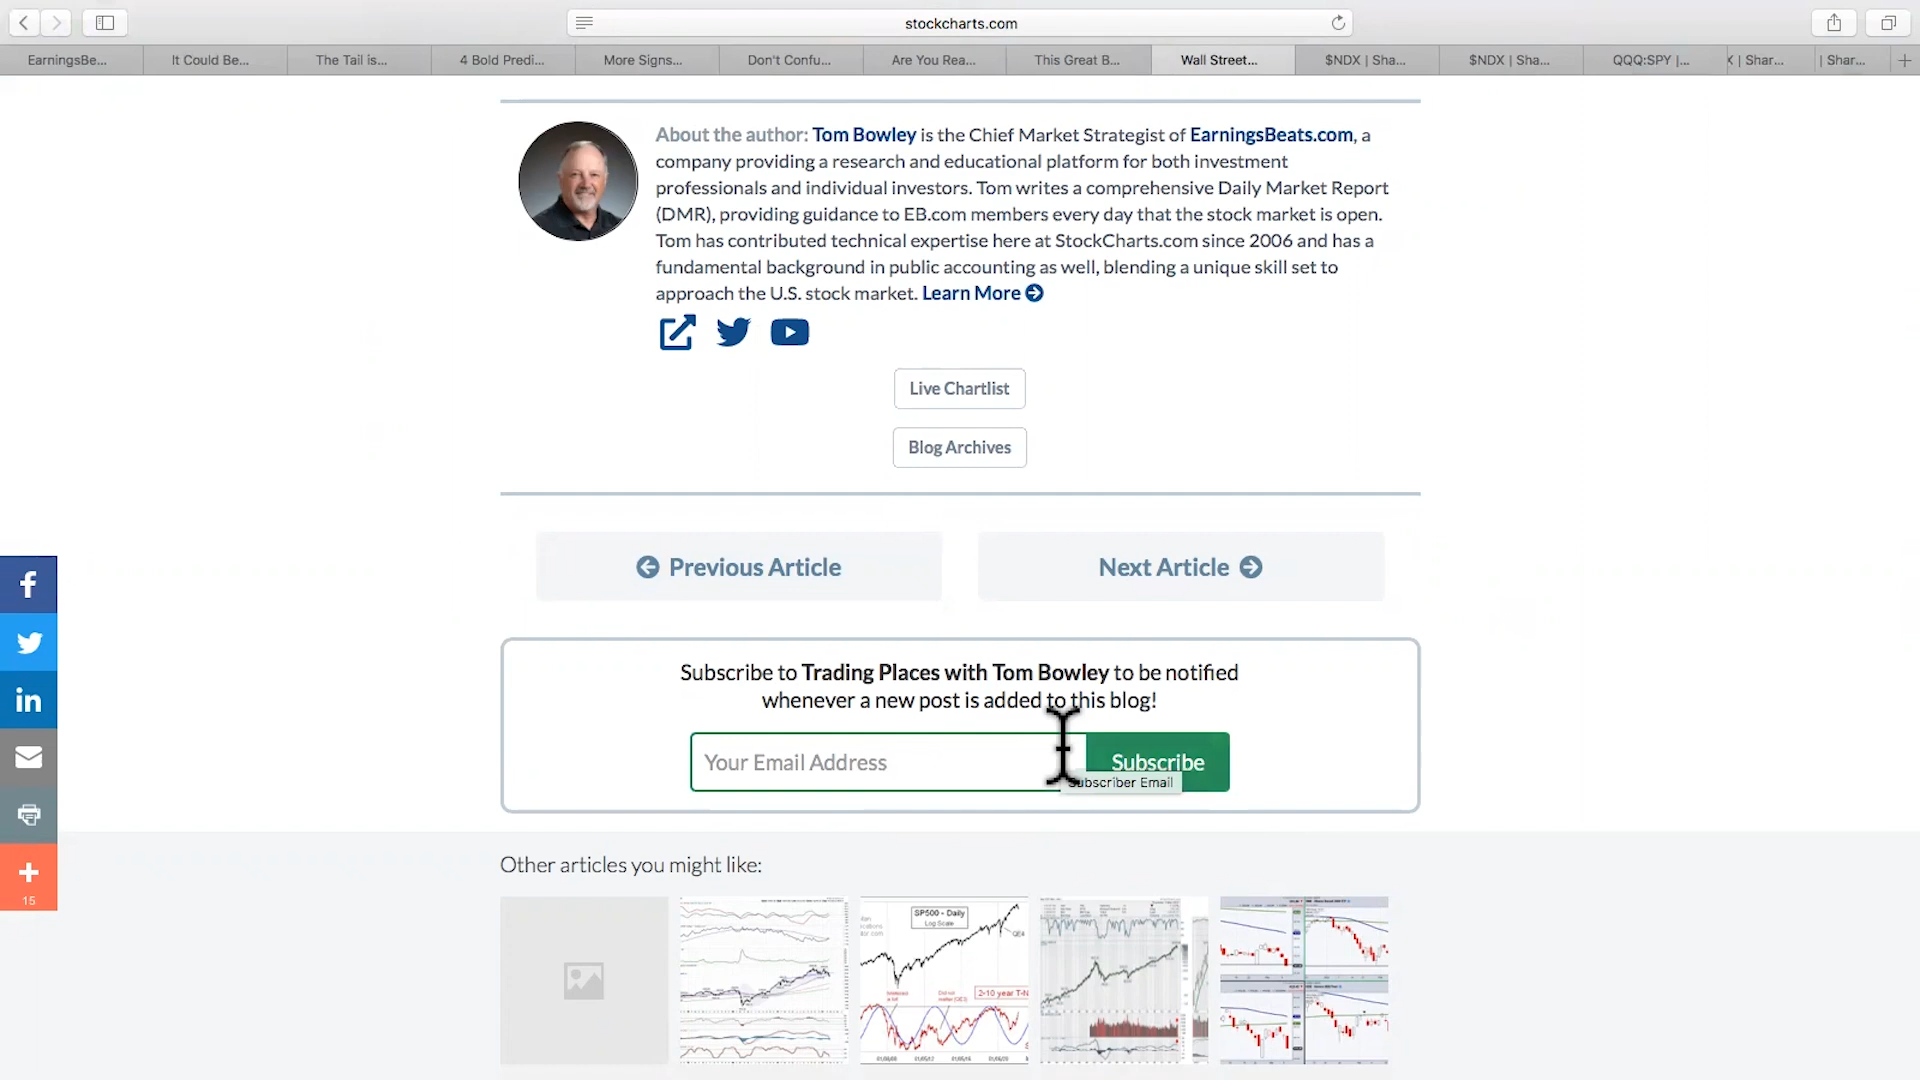 stockcharts.com
EarningsBe...
It Could Be...
The Tail is...
4 Bold Predi...
More Signs...
Don't Confu...
Are You Rea...
This Great B...
Wall Street...
$NDX | Sha...
$NDX | Sha...
QQQ:SPY |...
| Shar...
| Shar...
About the author: Tom Bowley is the Chief Market Strategist of EarningsBeats.com, a
company providing a research and educational platform for both investment
professionals and individual investors. Tom writes a comprehensive Daily Market Report
(DMR), providing guidance to EB.com members every day that the stock market is open.
Tom has contributed technical expertise here at StockCharts.com since 2006 and has a
fundamental background in public accounting as well, blending a unique skill set to
approach the U.S. stock market. Learn More
Live Chartlist
Blog Archives
Previous Article
Next Article
Subscribe to Trading Places with Tom Bowley to be notified
whenever a new post is added to this blog!
Your Email Address
Subscribe
Subscriber Email
15
Other articles you might like:
SP500 - Daily
Log Scale
QE4
2-10 year T-N